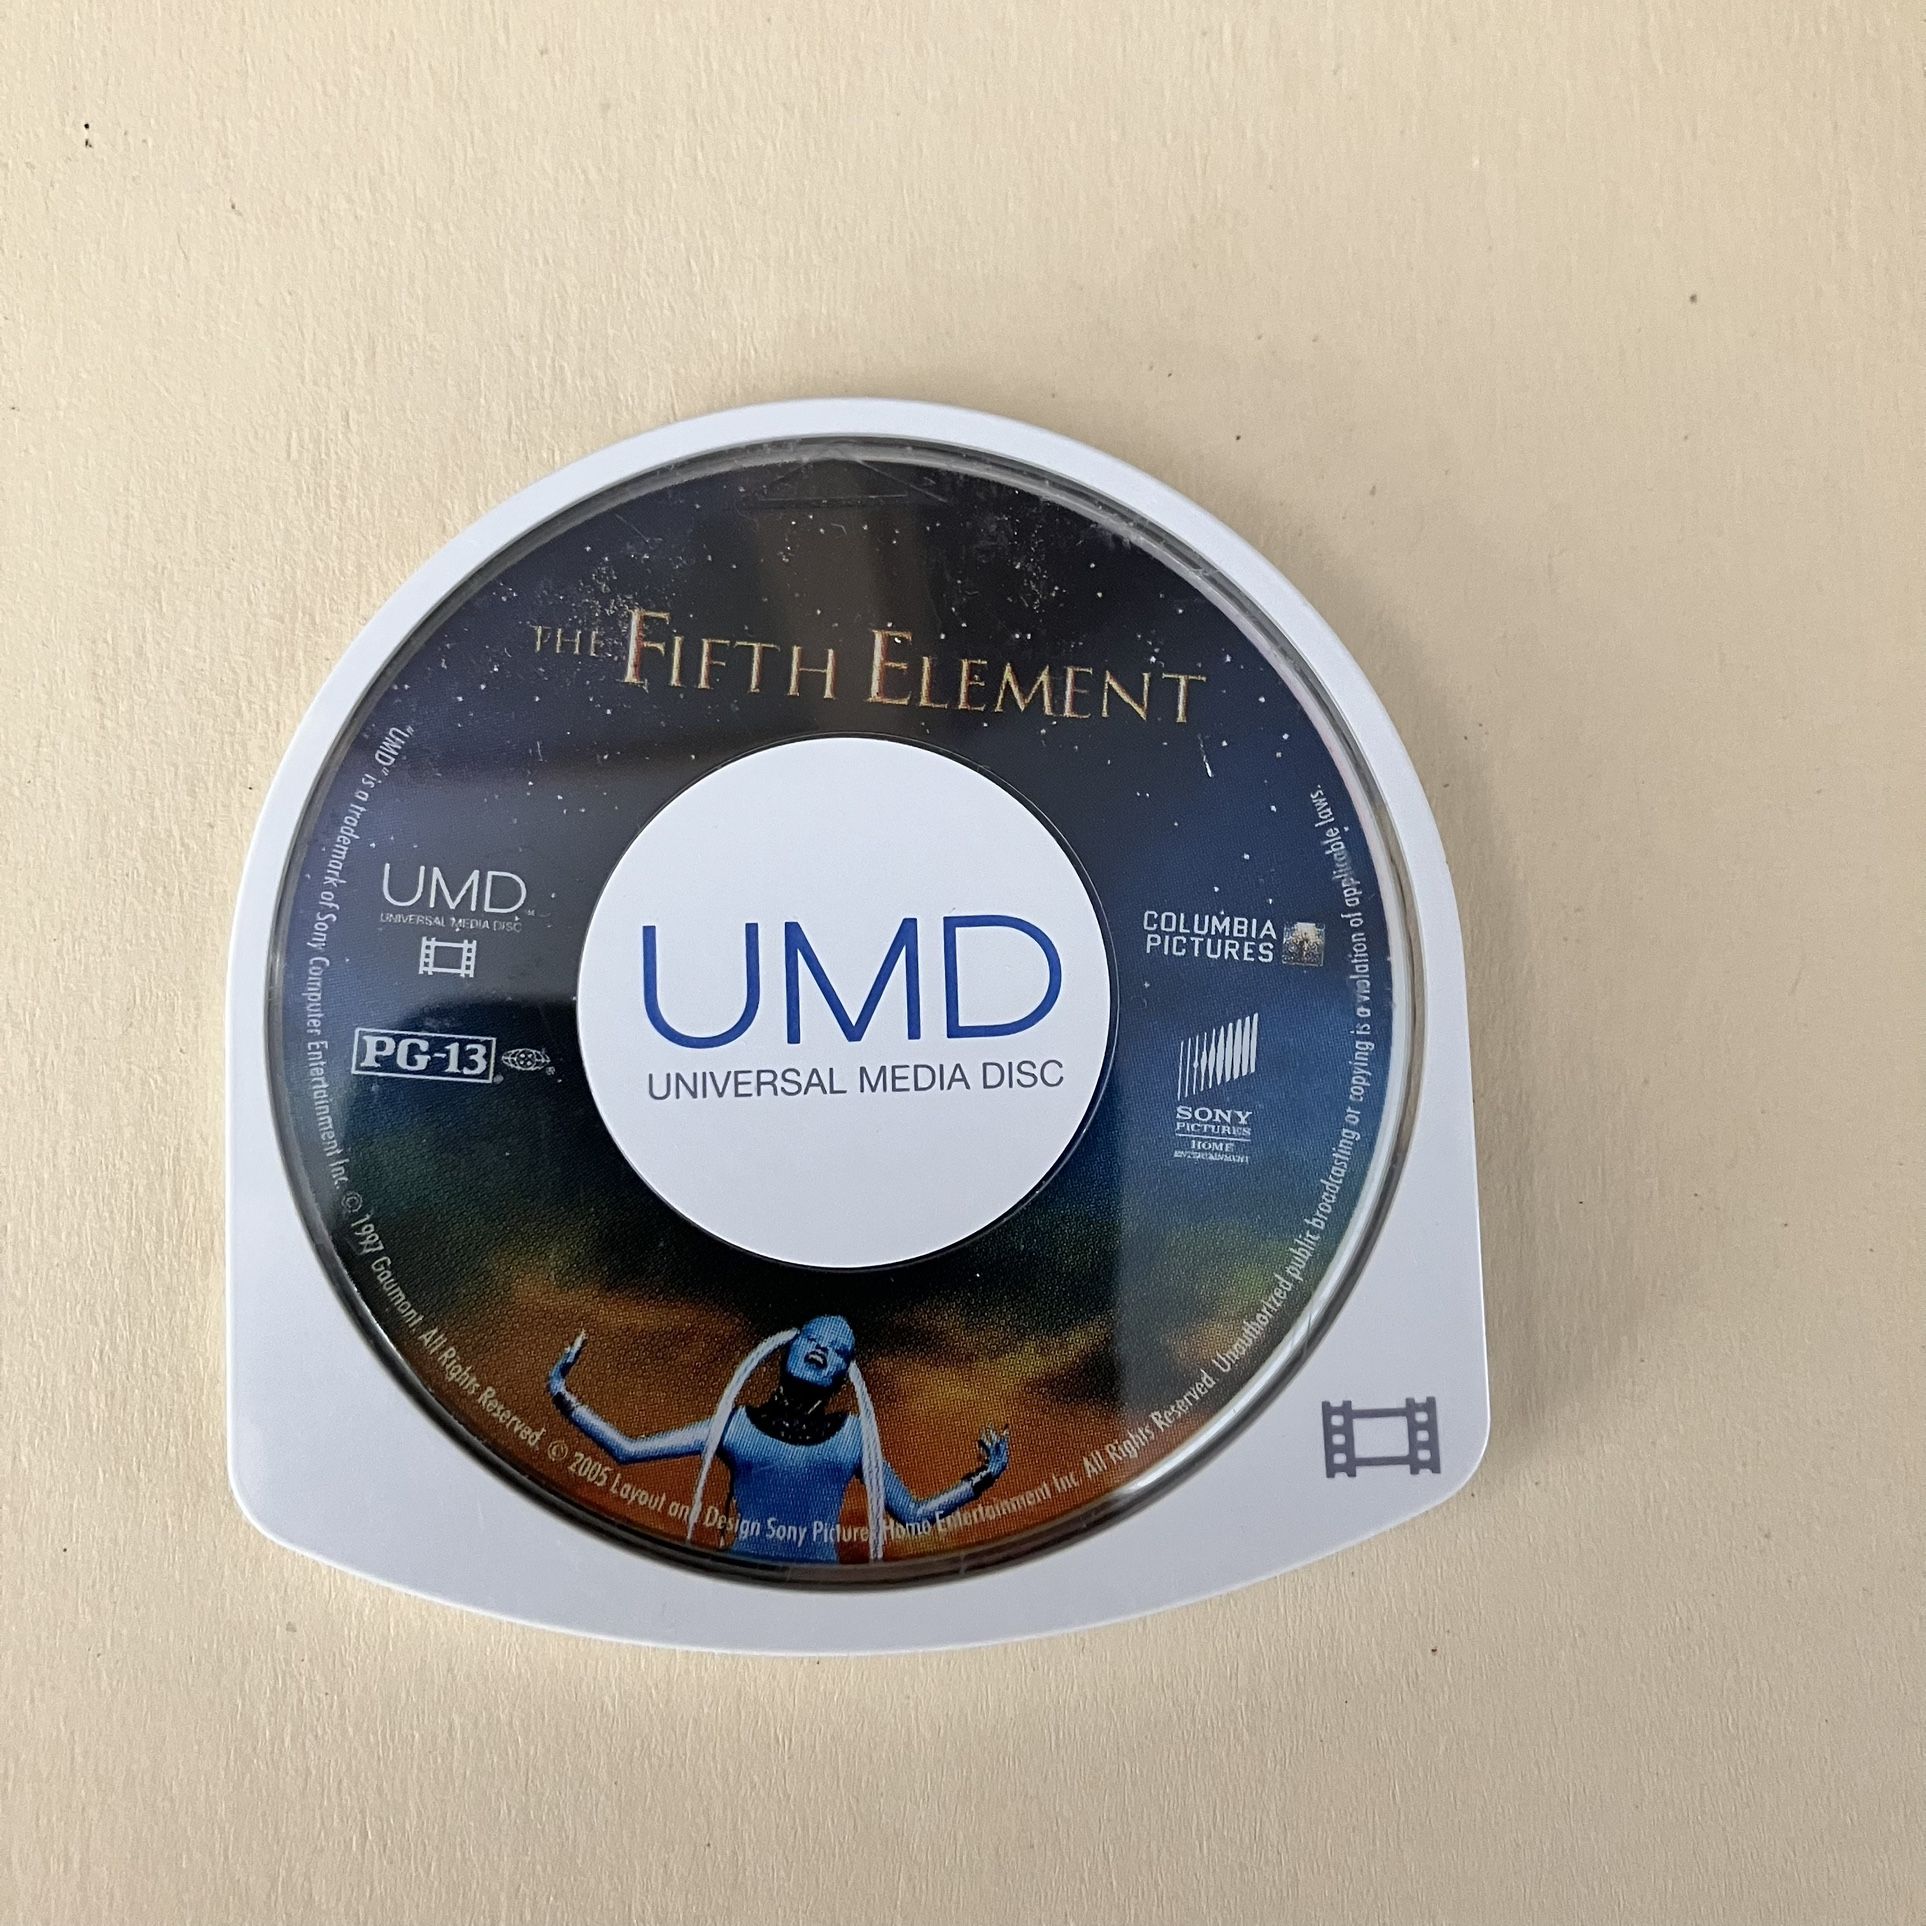 THE FIFTH ELEMENT
UMD™
UNIVERSAL MEDIA DISC
PG-13®
UMD
UNIVERSAL MEDIA DISC
COLUMBIA
PICTURES
SONY
PICTURES
HOME
ENTERTAINMENT
"UMD" is a trademark of Sony Computer Entertainment Inc. © 1997 Gaumont. All Rights Reserved. © 2005 Layout and Design Sony Pictures Home Entertainment Inc. All Rights Reserved. Unauthorized public broadcasting or copying is a violation of applicable laws.